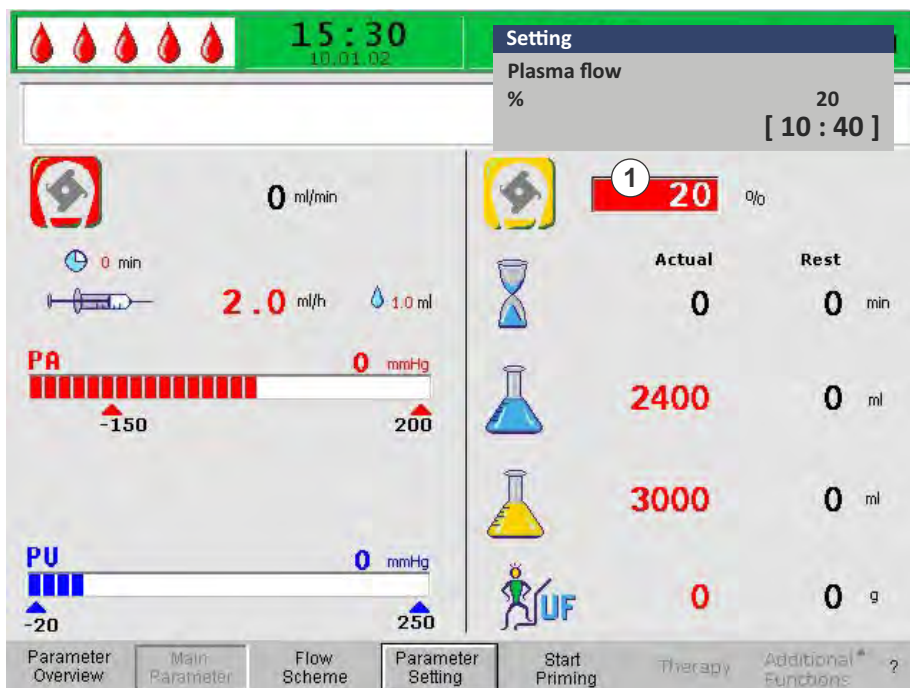 15:30
10.01.02
Setting
Plasma flow
% 20
[ 10 : 40 ]
0 ml/min
1
20 %
0 min
Actual Rest
2.0 ml/h 1.0 ml
0 0 min
PA 0 mmHg
-150 200
2400 0 ml
3000 0 ml
PV 0 mmHg
-20 250
UF 0 0 g
Parameter Overview
Main Parameter
Flow Scheme
Parameter Setting
Start Priming
Therapy
Additional Functions
?